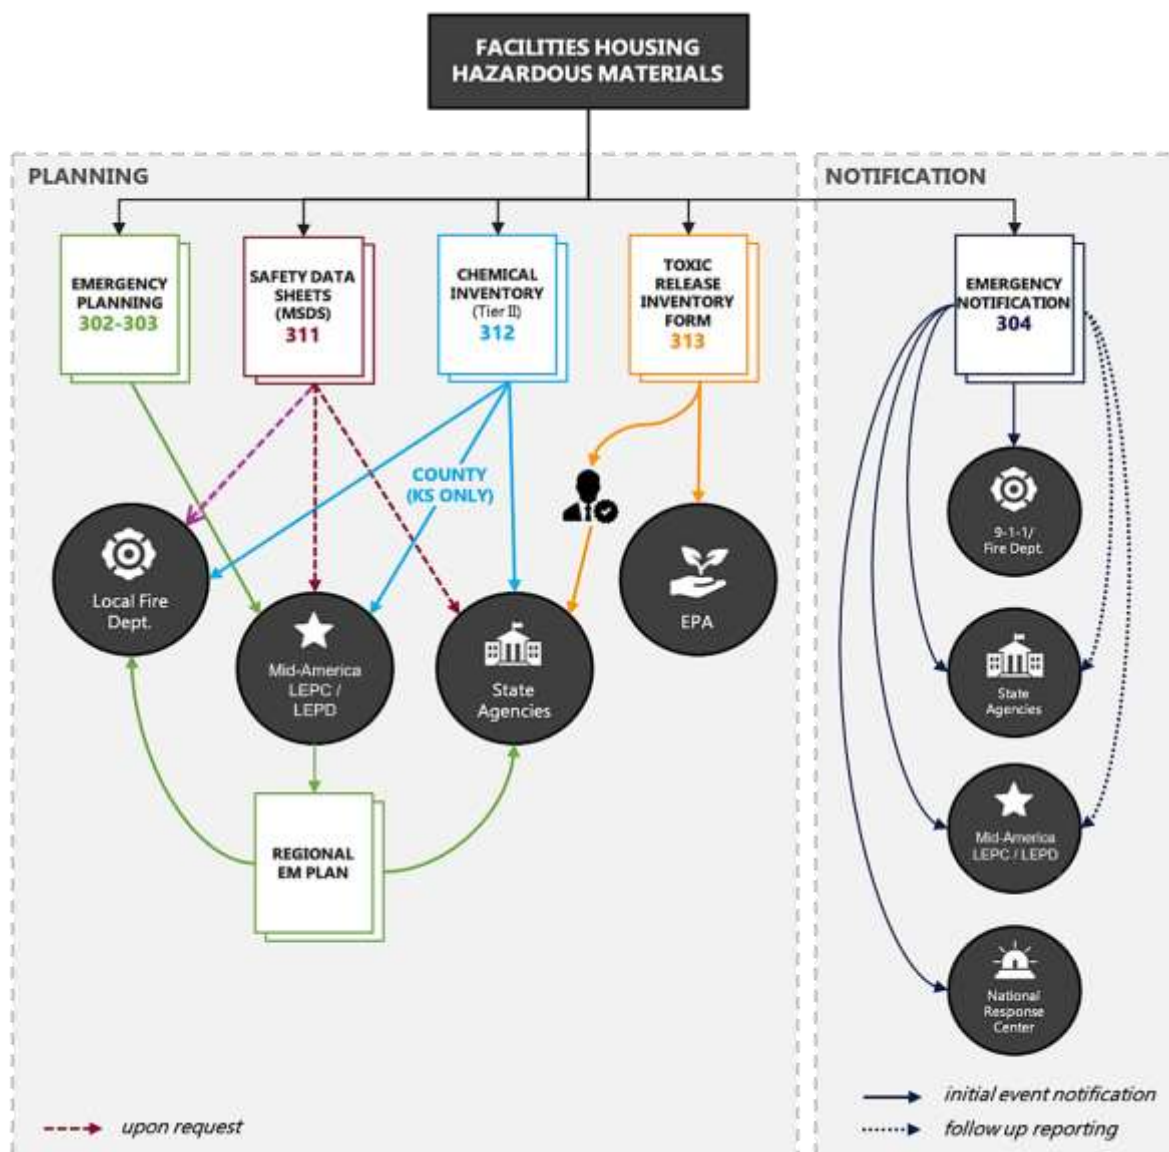 FACILITIES HOUSING
HAZARDOUS MATERIALS
PLANNING
NOTIFICATION
EMERGENCY
PLANNING
302-303
SAFETY DATA
SHEETS
(MSDS)
311
CHEMICAL
INVENTORY
(Tier II)
312
TOXIC
RELEASE
INVENTORY
FORM
313
EMERGENCY
NOTIFICATION
304
COUNTY
(KS ONLY)
Local Fire
Dept.
Mid-America
LEPC /
LEPD
State
Agencies
EPA
REGIONAL
EM PLAN
9-1-1/
Fire Dept.
State
Agencies
Mid-America
LEPC / LEPD
National
Response
Center
upon request
initial event notification
follow up reporting